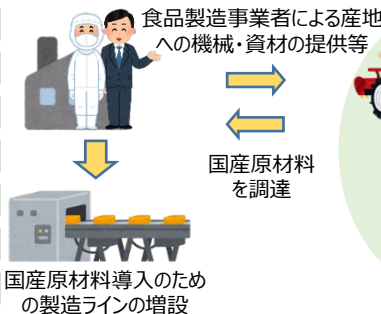 食品製造事業者による産地
への機械・資材の提供等
国産原材料
を調達
国産原材料導入のため
の製造ラインの増設